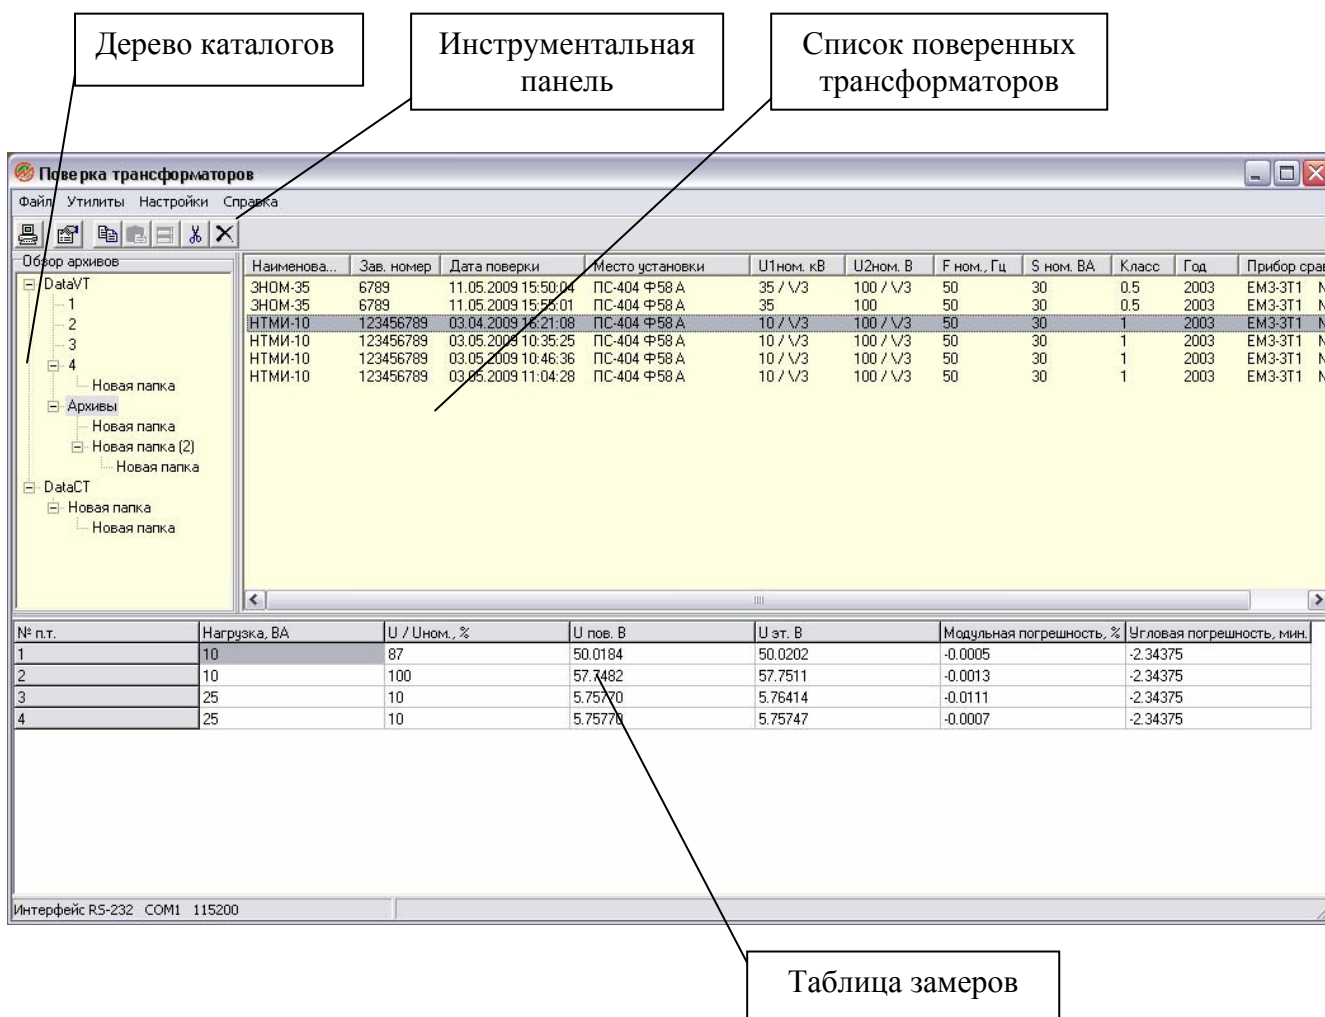 Дерево каталогов
Инструментальная
панель
Список поверенных
трансформаторов
Поверка трансформаторов
Файл Утилиты Настройки Справка
Обзор архивов
DataVT
1
2
3
4
Новая папка
Архивы
Новая папка
Новая папка (2)
Новая папка
DataCT
Новая папка
Новая папка
Наименова... Зав. номер Дата поверки Место установки U1ном. кВ U2ном. В F ном., Гц S ном. ВА Класс Год Прибор сра
ЗНОМ-35 6789 11.05.2009 15:50:04 ПС-404 Ф58 А 35 / \/3 100 / \/3 50 30 0.5 2003 ЕМ3-3Т1 N
ЗНОМ-35 6789 11.05.2009 15:55:01 ПС-404 Ф58 А 35 100 50 30 0.5 2003 ЕМ3-3Т1 N
НТМИ-10 123456789 03.04.2009 16:21:08 ПС-404 Ф58 А 10 / \/3 100 / \/3 50 30 1 2003 ЕМ3-3Т1 N
НТМИ-10 123456789 03.05.2009 10:35:25 ПС-404 Ф58 А 10 / \/3 100 / \/3 50 30 1 2003 ЕМ3-3Т1 N
НТМИ-10 123456789 03.05.2009 10:46:36 ПС-404 Ф58 А 10 / \/3 100 / \/3 50 30 1 2003 ЕМ3-3Т1 N
НТМИ-10 123456789 03.05.2009 11:04:28 ПС-404 Ф58 А 10 / \/3 100 / \/3 50 30 1 2003 ЕМ3-3Т1 N
№ п.т. Нагрузка, ВА U / Uном., % U пов. В U эт. В Модульная погрешность, % Угловая погрешность, мин.
1 10 87 50.0184 50.0202 -0.0005 -2.34375
2 10 100 57.7482 57.7511 -0.0013 -2.34375
3 25 10 5.75770 5.76414 -0.0111 -2.34375
4 25 10 5.75770 5.75747 -0.0007 -2.34375
Интерфейс RS-232 COM1 115200
Таблица замеров